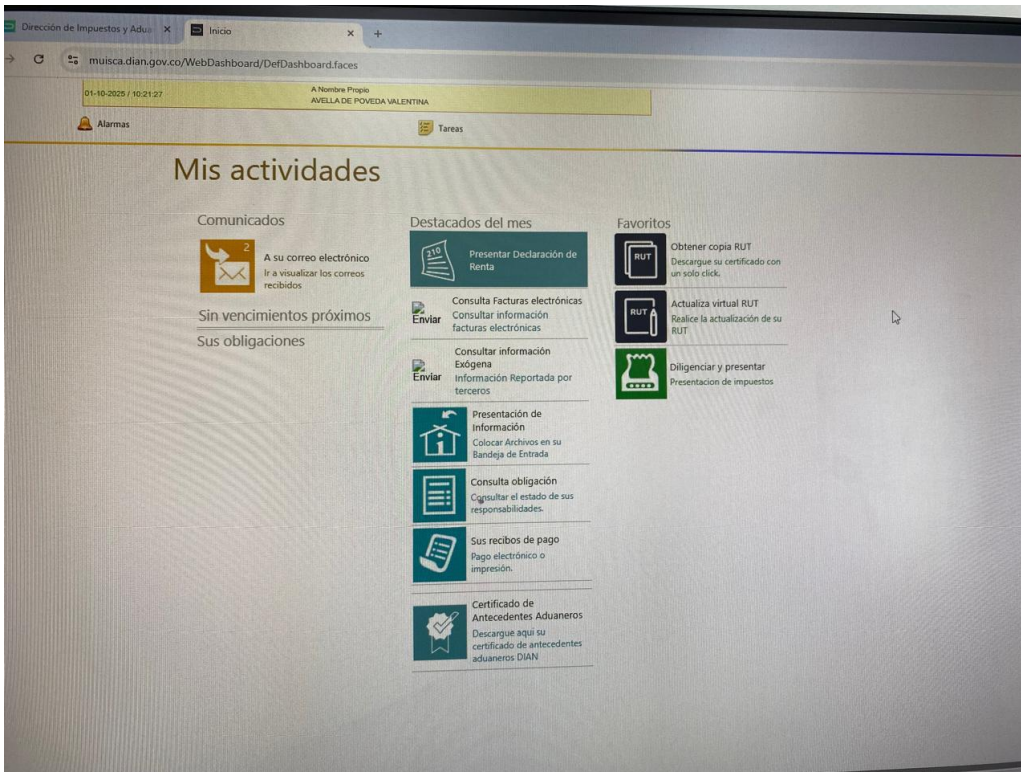 Dirección de Impuestos y Adua
Inicio
muisca.dian.gov.co/WebDashboard/DefDashboard.faces
01-10-2025 / 10:21:27
A Nombre Propio
AVELLA DE POVEDA VALENTINA
Alarmas
Tareas
Mis actividades
Comunicados
2
A su correo electrónico
Ir a visualizar los correos
recibidos
Sin vencimientos próximos
Sus obligaciones
Destacados del mes
210
Presentar Declaración de
Renta
Enviar
Consulta Facturas electrónicas
Consultar información
facturas electrónicas
Enviar
Consultar información
Exógena
Información Reportada por
terceros
Presentación de
Información
Colocar Archivos en su
Bandeja de Entrada
Consulta obligación
Consultar el estado de sus
responsabilidades.
Sus recibos de pago
Pago electrónico o
impresión.
Certificado de
Antecedentes Aduaneros
Descargue aqui su
certificado de antecedentes
aduaneros DIAN
Favoritos
RUT
Obtener copia RUT
Descargue su certificado con
un solo click.
RUT
Actualiza virtual RUT
Realice la actualización de su
RUT
Diligenciar y presentar
Presentacion de impuestos